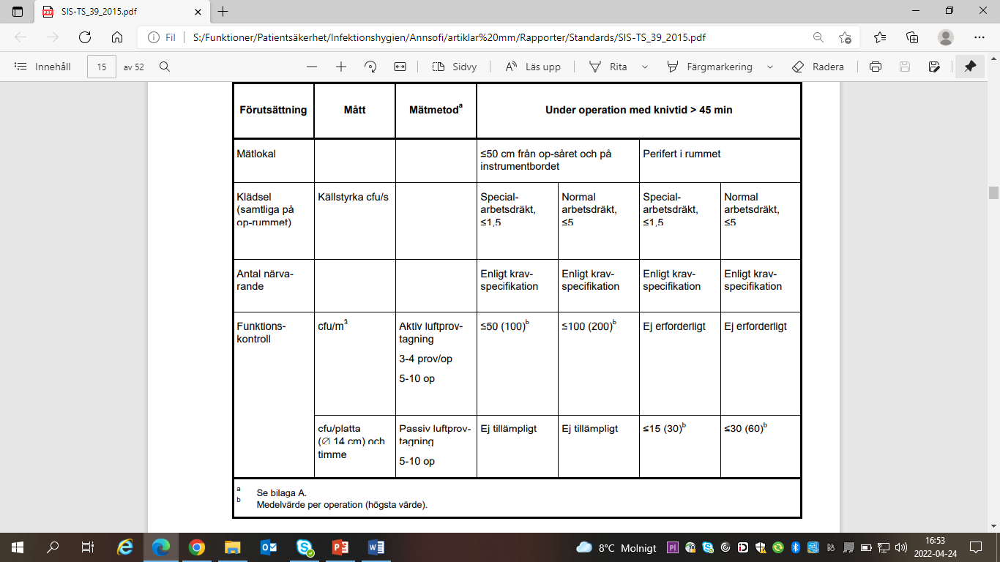 SIS-TS_39_2015.pdf
Fil
S:/Funktioner/Patientsäkerhet/Infektionshygien/Annsofi/artiklar%20mm/Rapporter/Standards/SIS-TS_39_2015.pdf
Innehåll
15
av 52
Sidvy
Läs upp
Rita
Färgmarkering
Radera
Förutsättning
Mått
Mätmetod a
Under operation med knivtid > 45 min
Mätlokal
≤50 cm från op-såret och på
instrumentbordet
Perifert i rummet
Klädsel
(samtliga på
op-rummet)
Källstyrka cfu/s
Special-
arbetsdräkt,
≤1,5
Normal
arbetsdräkt,
≤5
Special-
arbetsdräkt,
≤1,5
Normal
arbetsdräkt,
≤5
Antal närva-
rande
Enligt krav-
specifikation
Enligt krav-
specifikation
Enligt krav-
specifikation
Enligt krav-
specifikation
Funktions-
kontroll
cfu/m³
Aktiv luftprov-
tagning
3-4 prov/op
5-10 op
≤50 (100) b
≤100 (200) b
Ej erforderligt
Ej erforderligt
cfu/platta
(∅ 14 cm) och
timme
Passiv luftprov-
tagning
5-10 op
Ej tillämpligt
Ej tillämpligt
≤15 (30) b
≤30 (60) b
a Se bilaga A.
b Medelvärde per operation (högsta värde).
8°C Molnigt
16:53
2022-04-24